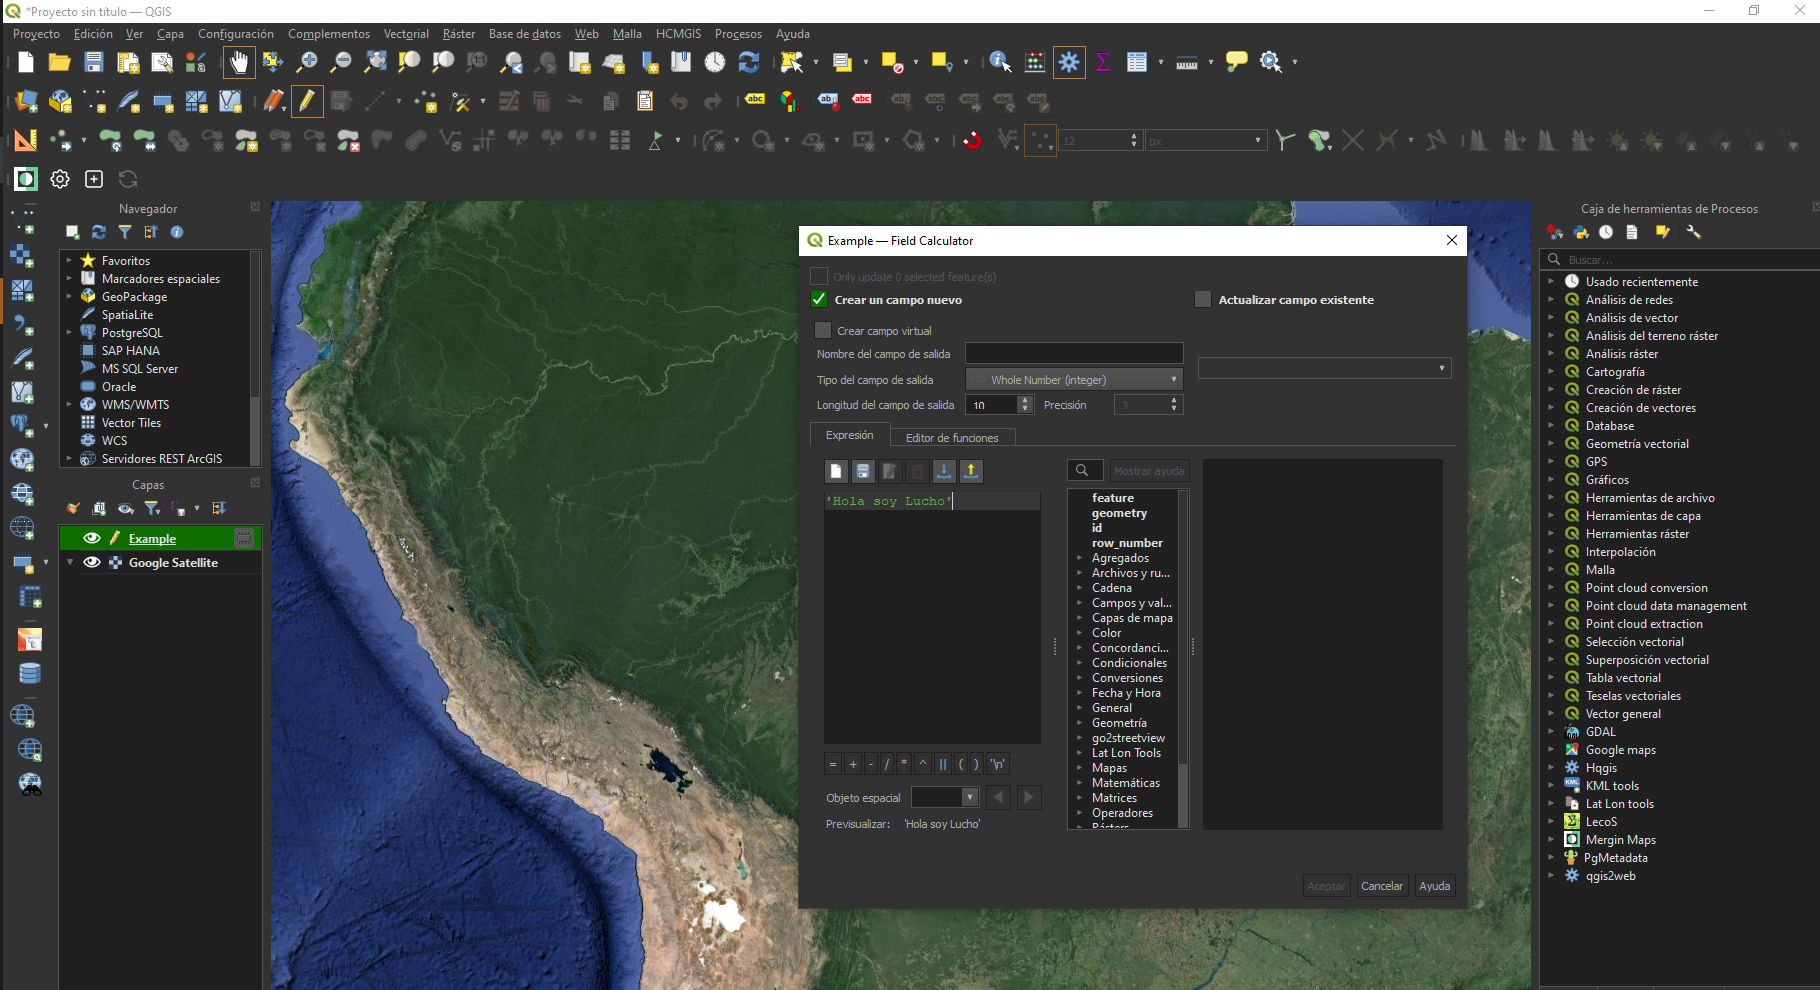 *Proyecto sin título — QGIS
Proyecto Edición Ver Capa Configuración Complementos Vectorial Ráster Base de datos Web Malla HCMGIS Procesos Ayuda
abc abc abc
12 px
Navegador
Favoritos
Marcadores espaciales
GeoPackage
SpatiaLite
PostgreSQL
SAP HANA
MS SQL Server
Oracle
WMS/WMTS
Vector Tiles
WCS
Servidores REST ArcGIS
Capas
Example
Google Satellite
Example — Field Calculator
Only update 0 selected feature(s)
Crear un campo nuevo
Actualizar campo existente
Crear campo virtual
Nombre del campo de salida
Tipo del campo de salida Whole Number (integer)
Longitud del campo de salida 10 Precisión 3
Expresión Editor de funciones
Mostrar ayuda
'Hola soy Lucho'
feature
geometry
id
row_number
Agregados
Archivos y ru...
Cadena
Campos y val...
Capas de mapa
Color
Concordanci...
Condicionales
Conversiones
Fecha y Hora
General
Geometría
go2streetview
Lat Lon Tools
Mapas
Matemáticas
Matrices
Operadores
Rásters
= + - / * ^ || ( ) '\n'
Objeto espacial
Previsualizar: 'Hola soy Lucho'
Aceptar Cancelar Ayuda
Caja de herramientas de Procesos
Buscar...
Usado recientemente
Análisis de redes
Análisis de vector
Análisis del terreno ráster
Análisis ráster
Cartografía
Creación de ráster
Creación de vectores
Database
Geometría vectorial
GPS
Gráficos
Herramientas de archivo
Herramientas de capa
Herramientas ráster
Interpolación
Malla
Point cloud conversion
Point cloud data management
Point cloud extraction
Selección vectorial
Superposición vectorial
Tabla vectorial
Teselas vectoriales
Vector general
GDAL
Google maps
Hqgis
KML tools
Lat Lon tools
LecoS
Mergin Maps
PgMetadata
qgis2web